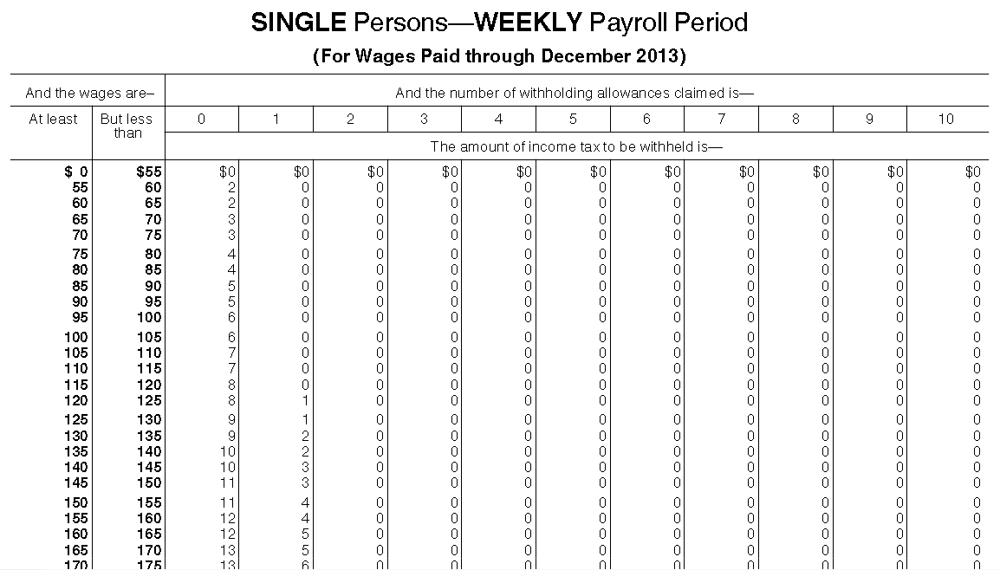 SINGLE Persons—WEEKLY Payroll Period
(For Wages Paid through December 2013)
And the wages are– And the number of withholding allowances claimed is—
At least But less than 0 1 2 3 4 5 6 7 8 9 10
The amount of income tax to be withheld is—
$ 0 $55 $0 $0 $0 $0 $0 $0 $0 $0 $0 $0 $0
55 60 2 0 0 0 0 0 0 0 0 0 0
60 65 2 0 0 0 0 0 0 0 0 0 0
65 70 3 0 0 0 0 0 0 0 0 0 0
70 75 3 0 0 0 0 0 0 0 0 0 0
75 80 4 0 0 0 0 0 0 0 0 0 0
80 85 4 0 0 0 0 0 0 0 0 0 0
85 90 5 0 0 0 0 0 0 0 0 0 0
90 95 5 0 0 0 0 0 0 0 0 0 0
95 100 6 0 0 0 0 0 0 0 0 0 0
100 105 6 0 0 0 0 0 0 0 0 0 0
105 110 7 0 0 0 0 0 0 0 0 0 0
110 115 7 0 0 0 0 0 0 0 0 0 0
115 120 8 0 0 0 0 0 0 0 0 0 0
120 125 8 1 0 0 0 0 0 0 0 0 0
125 130 9 1 0 0 0 0 0 0 0 0 0
130 135 9 2 0 0 0 0 0 0 0 0 0
135 140 10 2 0 0 0 0 0 0 0 0 0
140 145 10 3 0 0 0 0 0 0 0 0 0
145 150 11 3 0 0 0 0 0 0 0 0 0
150 155 11 4 0 0 0 0 0 0 0 0 0
155 160 12 4 0 0 0 0 0 0 0 0 0
160 165 12 5 0 0 0 0 0 0 0 0 0
165 170 13 5 0 0 0 0 0 0 0 0 0
170 175 13 6 0 0 0 0 0 0 0 0 0